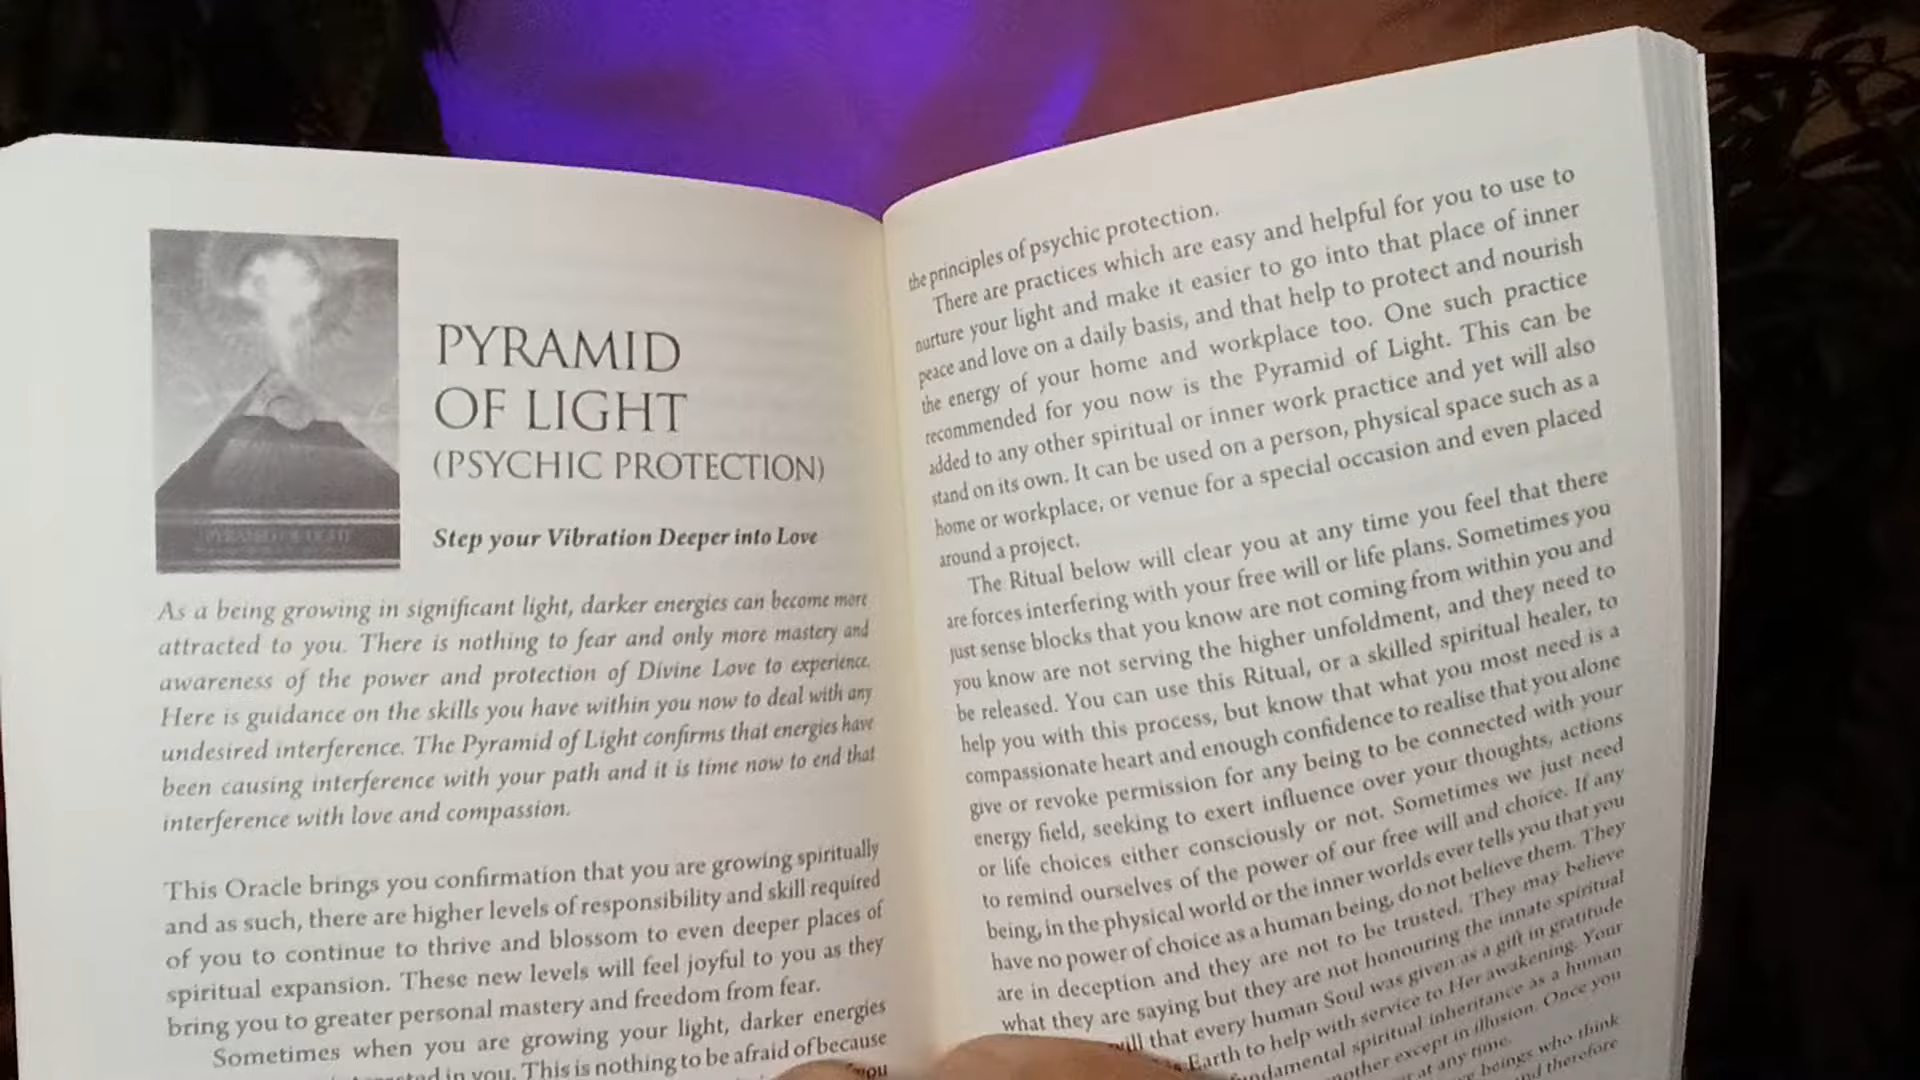 PYRAMID
OF LIGHT
(PSYCHIC PROTECTION)
Step your Vibration Deeper into Love
As a being growing in significant light, darker energies can become more
attracted to you. There is nothing to fear and only more mastery and
awareness of the power and protection of Divine Love to experience.
Here is guidance on the skills you have within you now to deal with any
undesired interference. The Pyramid of Light confirms that energies have
been causing interference with your path and it is time now to end that
interference with love and compassion.
This Oracle brings you confirmation that you are growing spiritually
and as such, there are higher levels of responsibility and skill required
of you to continue to thrive and blossom to even deeper places of
spiritual expansion. These new levels will feel joyful to you as they
bring you to greater personal mastery and freedom from fear.
Sometimes when you are growing your light, darker energies
in you. This is nothing to be afraid of because
you
the principles of psychic protection.
There are practices which are easy and helpful for you to use to
nurture your light and make it easier to go into that place of inner
peace and love on a daily basis, and that help to protect and nourish
the energy of your home and workplace too. One such practice
recommended for you now is the Pyramid of Light. This can be
added to any other spiritual or inner work practice and yet will also
stand on its own. It can be used on a person, physical space such as a
home or workplace, or venue for a special occasion and even placed
around a project.
The Ritual below will clear you at any time you feel that there
are forces interfering with your free will or life plans. Sometimes you
just sense blocks that you know are not coming from within you and
you know are not serving the higher unfoldment, and they need to
be released. You can use this Ritual, or a skilled spiritual healer, to
help you with this process, but know that what you most need is a
compassionate heart and enough confidence to realise that you alone
give or revoke permission for any being to be connected with your
energy field, seeking to exert influence over your thoughts, actions
or life choices either consciously or not. Sometimes we just need
to remind ourselves of the power of our free will and choice. If any
being, in the physical world or the inner worlds ever tells you that you
have no power of choice as a human being, do not believe them. They
are in deception and they are not to be trusted. They may believe
what they are saying but they are not honouring the innate spiritual
will that every human Soul was given as a gift in gratitude
Earth to help with service to Her awakening. Your
fundamental spiritual inheritance as a human
another except in illusion. Once you
at any time.
beings who think
and therefore